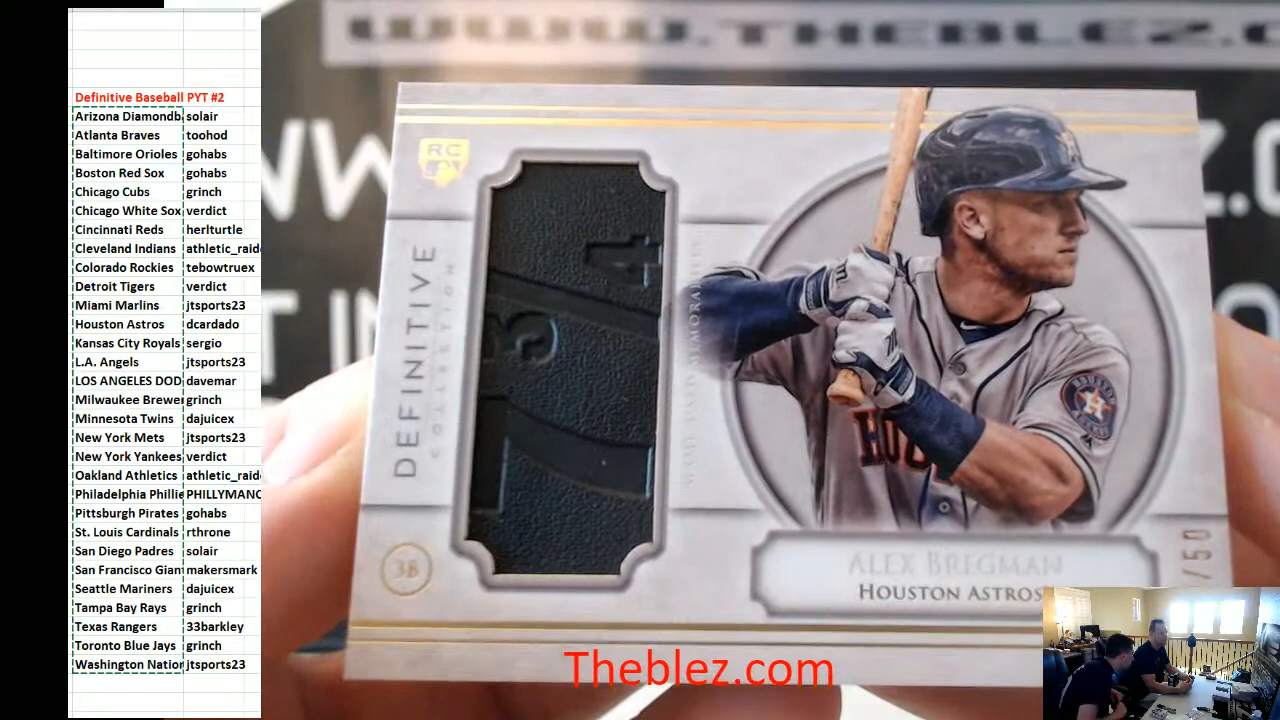 WWW.THEBLEZ.C
Definitive Baseball PYT #2
Arizona Diamondb solair
Atlanta Braves toohod
Baltimore Orioles gohabs
Boston Red Sox gohabs
Chicago Cubs grinch
Chicago White Sox verdict
Cincinnati Reds herlturtle
Cleveland Indians athletic_raide
Colorado Rockies tebowtruex
Detroit Tigers verdict
Miami Marlins jtsports23
Houston Astros dcardado
Kansas City Royals sergio
L.A. Angels jtsports23
LOS ANGELES DOD davemar
Milwaukee Brewe grinch
Minnesota Twins dajuicex
New York Mets jtsports23
New York Yankees verdict
Oakland Athletics athletic_raide
Philadelphia Phillie PHILLYMANC
Pittsburgh Pirates gohabs
St. Louis Cardinals rthrone
San Diego Padres solair
San Francisco Gian makersmark
Seattle Mariners dajuicex
Tampa Bay Rays grinch
Texas Rangers 33barkley
Toronto Blue Jays grinch
Washington Nation jtsports23
RC
DEFINITIVE
COLLECTION
3B
ALEX BREGMAN
HOUSTON ASTROS
/50
Theblez.com